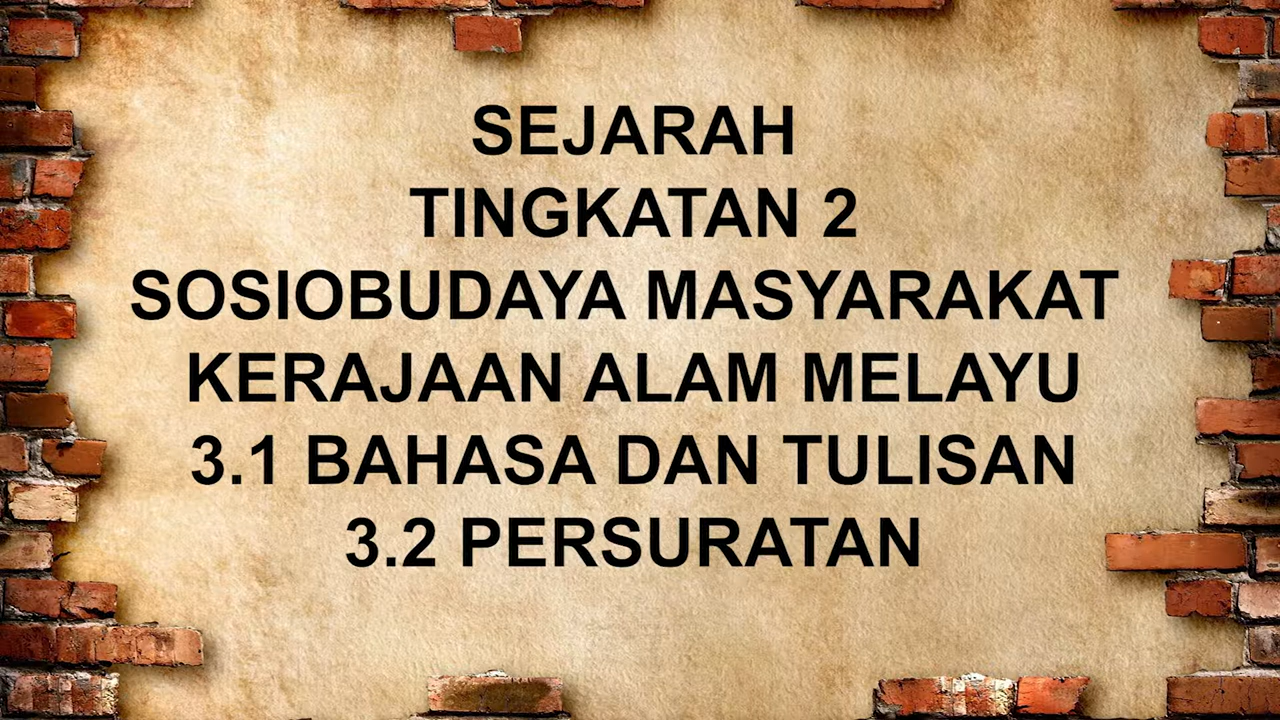 SEJARAH
TINGKATAN 2
SOSIOBUDAYA MASYARAKAT
KERAJAAN ALAM MELAYU
3.1 BAHASA DAN TULISAN
3.2 PERSURATAN